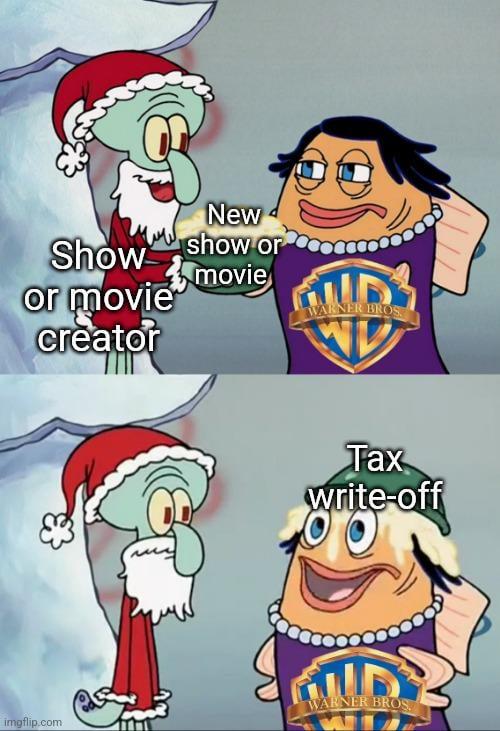 New
show or
movie
Show
or movie
creator
WARNER BROS.
Tax
write-off
WARNER BROS.
imgflip.com